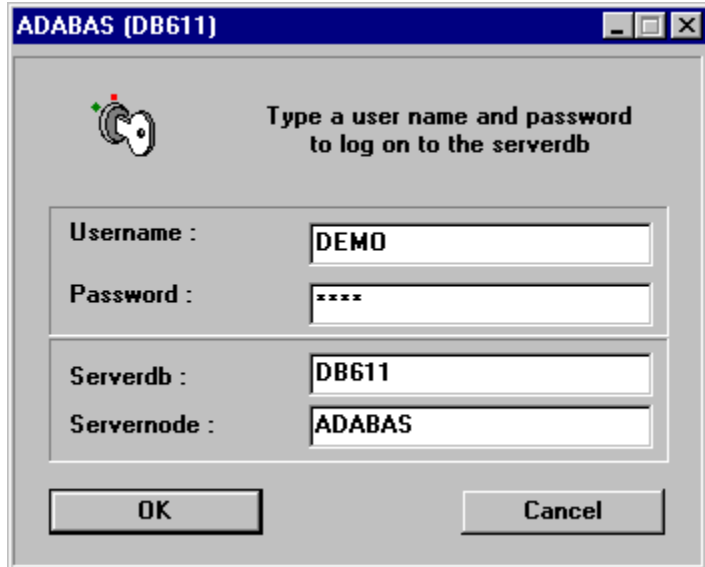 ADABAS (DB611)
Type a user name and password
to log on to the serverdb
Username : DEMO
Password : ****
Serverdb : DB611
Servernode : ADABAS
OK Cancel